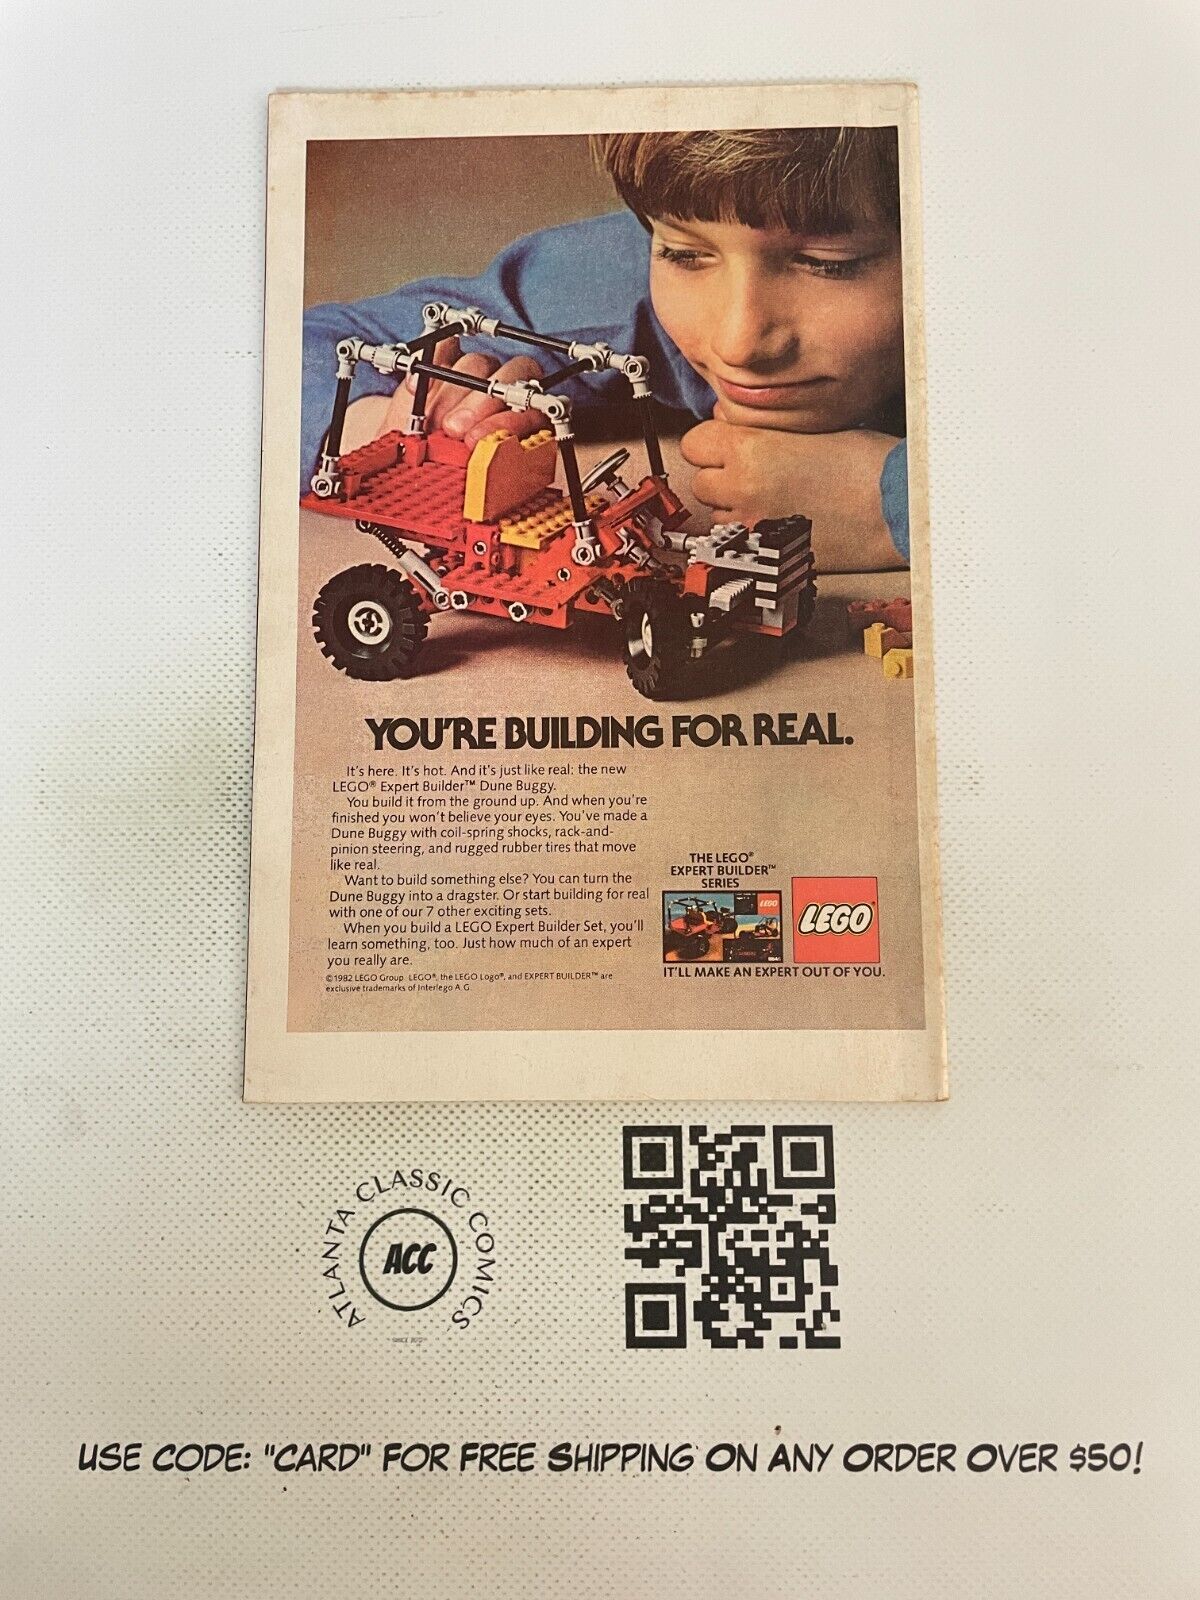 YOU'RE BUILDING FOR REAL.
It's here. It's hot. And it's just like real: the new
LEGO® Expert Builder™ Dune Buggy.
You build it from the ground up. And when you're
finished you won't believe your eyes. You've made a
Dune Buggy with coil-spring shocks, rack-and-
pinion steering, and rugged rubber tires that move
like real.
Want to build something else? You can turn the
Dune Buggy into a dragster. Or start building for real
with one of our 7 other exciting sets.
When you build a LEGO Expert Builder Set, you'll
learn something, too. Just how much of an expert
you really are.
© 1982 LEGO Group. LEGO®, the LEGO Logo®, and EXPERT BUILDER™ are
exclusive trademarks of Interlego A.G.
THE LEGO®
EXPERT BUILDER™
SERIES
LEGO
LEGO®
IT'LL MAKE AN EXPERT OUT OF YOU.
ATLANTA CLASSIC COMICS
ACC
USE CODE: "CARD" FOR FREE SHIPPING ON ANY ORDER OVER $50!